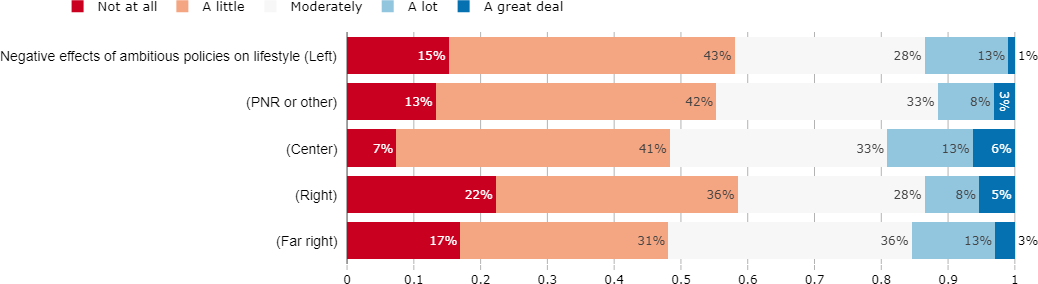 Not at all A little Moderately A lot A great deal
Negative effects of ambitious policies on lifestyle (Left) 15% 43% 28% 13% 1%
(PNR or other) 13% 42% 33% 8% 3%
(Center) 7% 41% 33% 13% 6%
(Right) 22% 36% 28% 8% 5%
(Far right) 17% 31% 36% 13% 3%
0 0.1 0.2 0.3 0.4 0.5 0.6 0.7 0.8 0.9 1